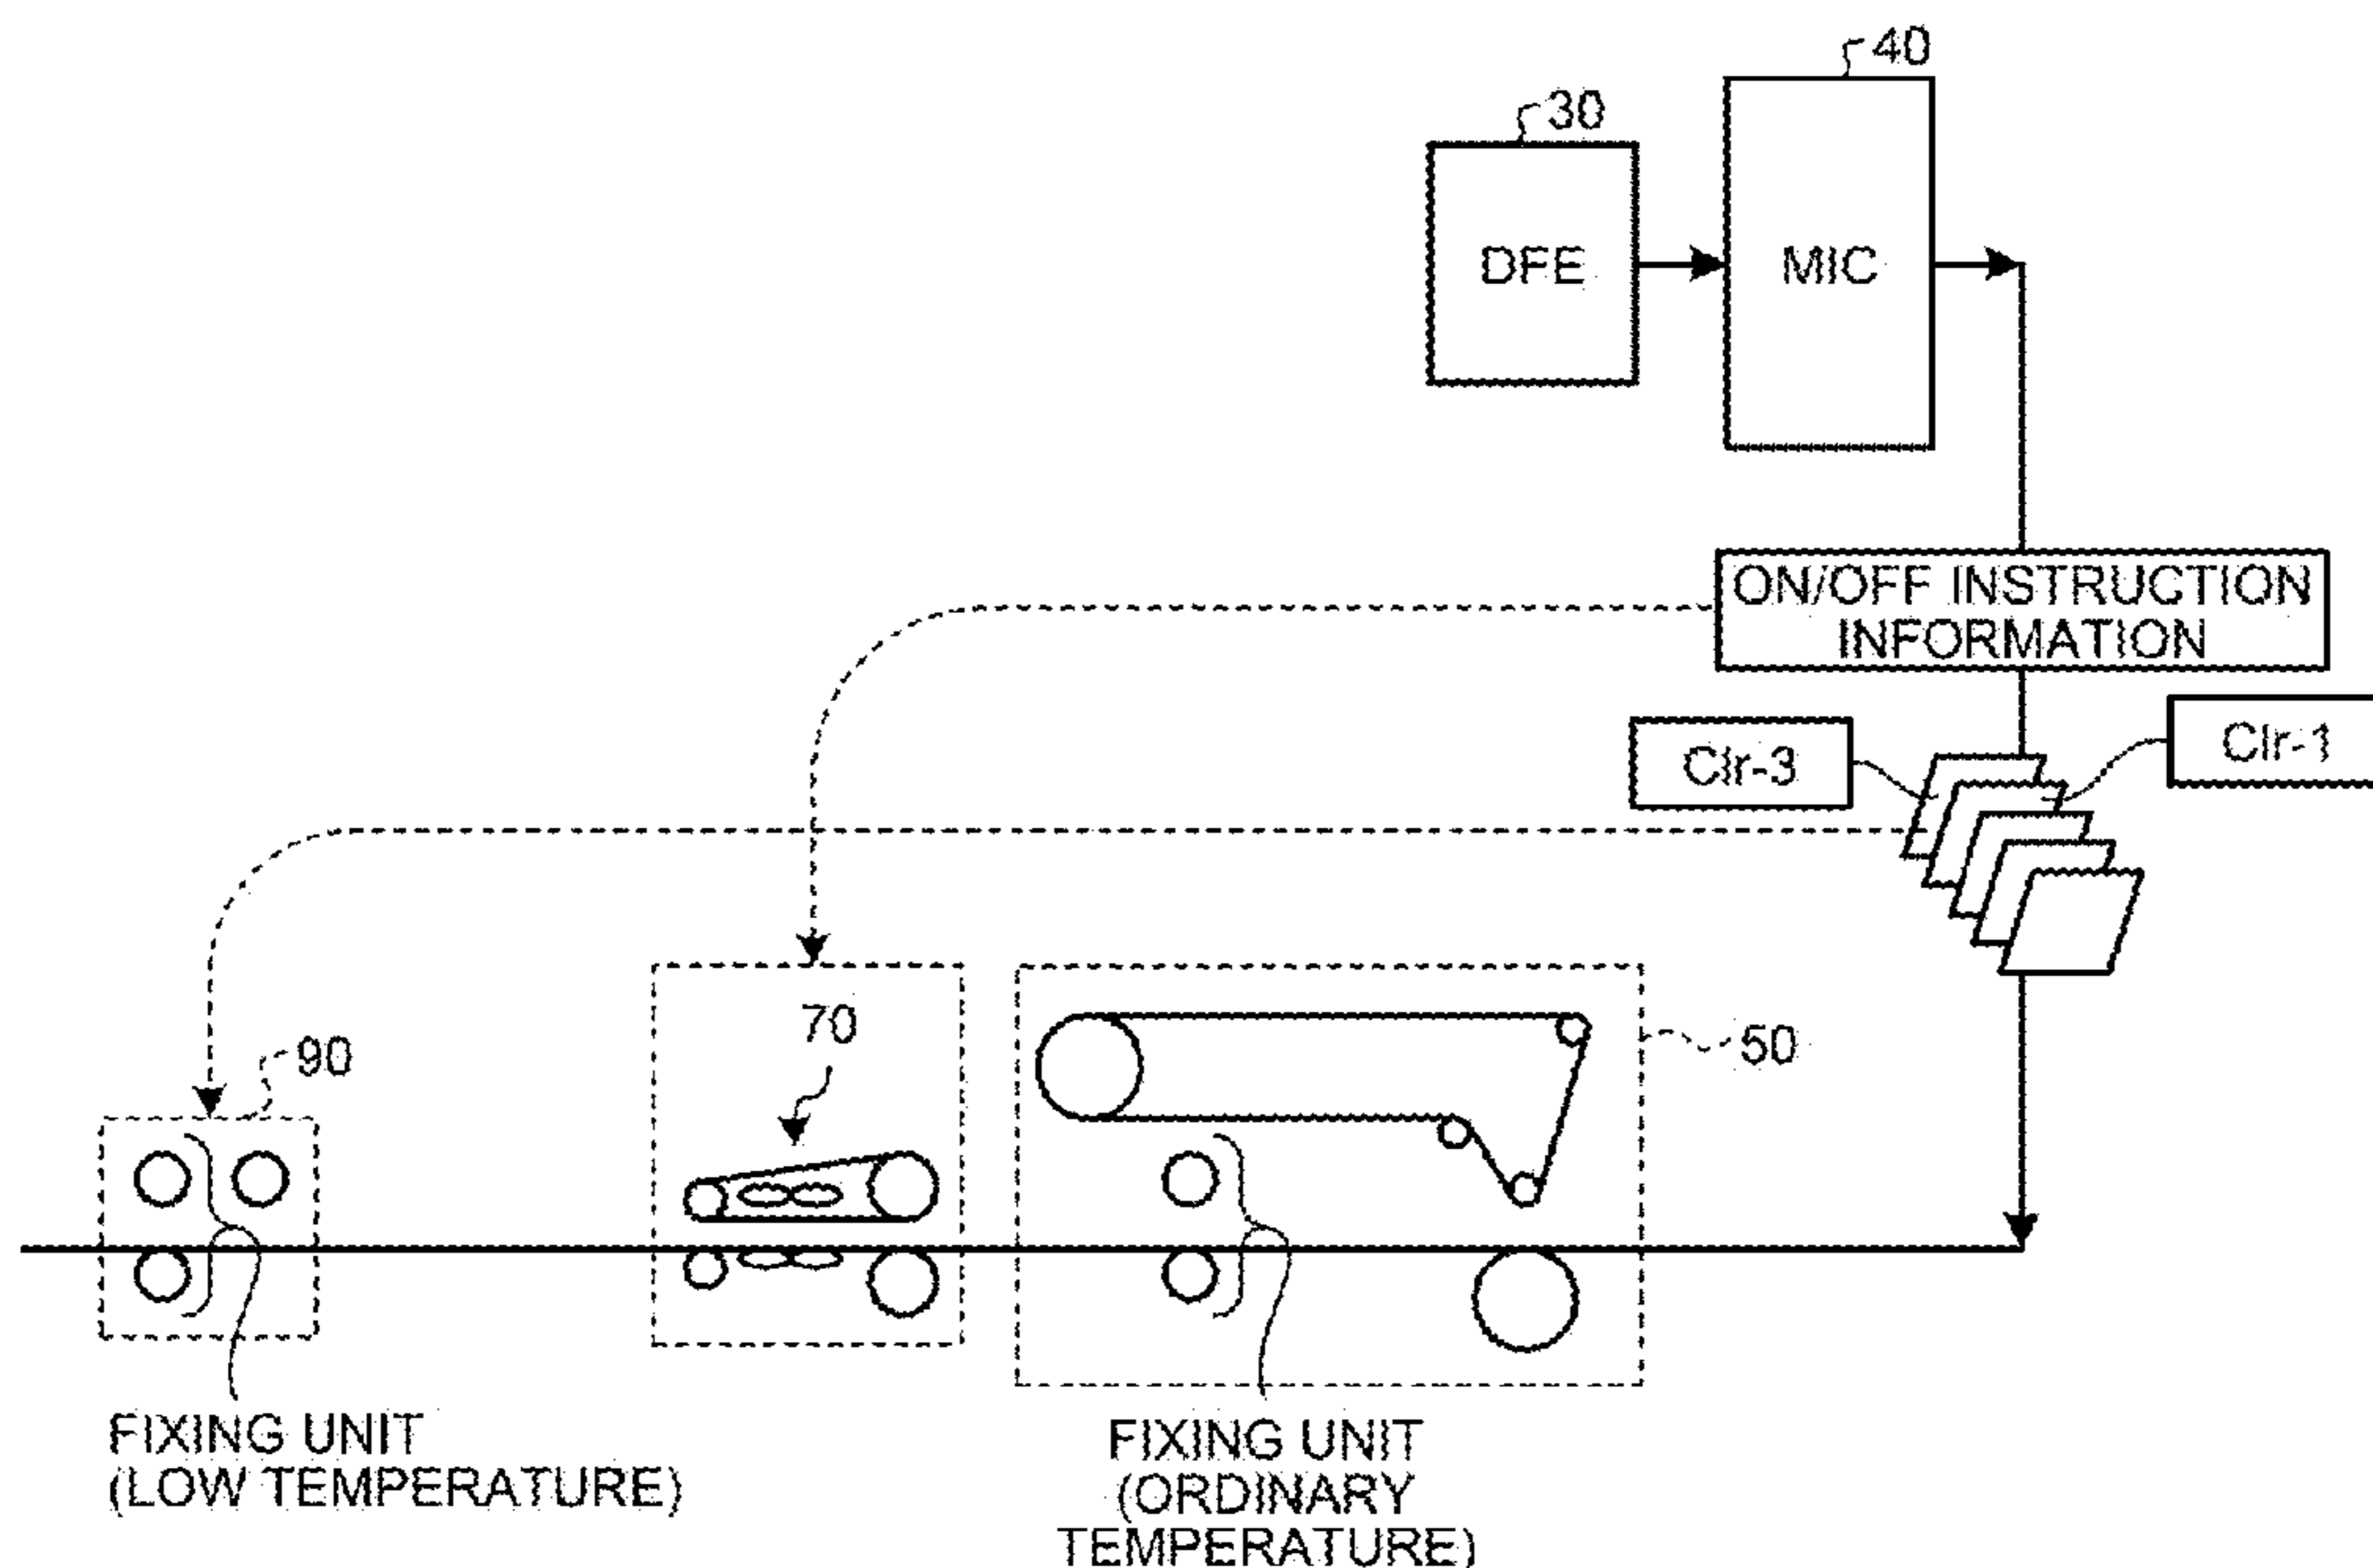 40
30
DFE
MIC
ON/OFF INSTRUCTION
INFORMATION
Clr-3
Clr-1
70
90
50
FIXING UNIT
(LOW TEMPERATURE)
FIXING UNIT
(ORDINARY
TEMPERATURE)